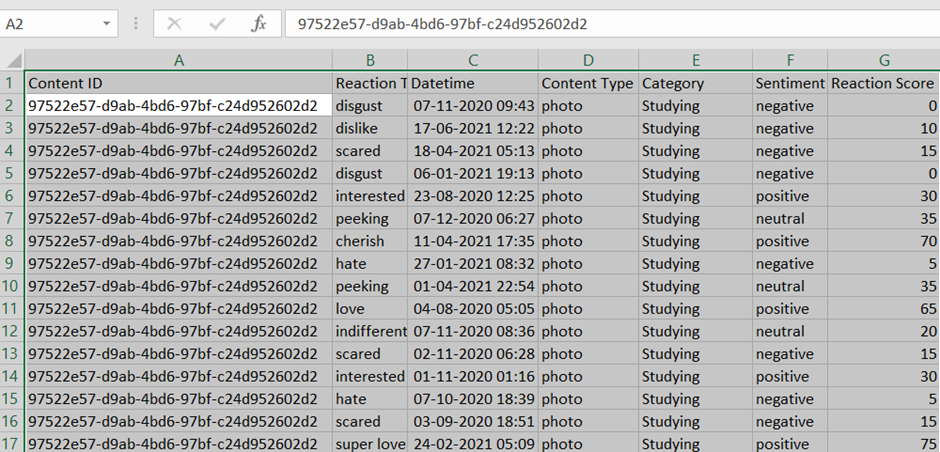 A2 fx 97522e57-d9ab-4bd6-97bf-c24d952602d2
A B C D E F G
1 Content ID Reaction T Datetime Content Type Category Sentiment Reaction Score
2 97522e57-d9ab-4bd6-97bf-c24d952602d2 disgust 07-11-2020 09:43 photo Studying negative 0
3 97522e57-d9ab-4bd6-97bf-c24d952602d2 dislike 17-06-2021 12:22 photo Studying negative 10
4 97522e57-d9ab-4bd6-97bf-c24d952602d2 scared 18-04-2021 05:13 photo Studying negative 15
5 97522e57-d9ab-4bd6-97bf-c24d952602d2 disgust 06-01-2021 19:13 photo Studying negative 0
6 97522e57-d9ab-4bd6-97bf-c24d952602d2 interested 23-08-2020 12:25 photo Studying positive 30
7 97522e57-d9ab-4bd6-97bf-c24d952602d2 peeking 07-12-2020 06:27 photo Studying neutral 35
8 97522e57-d9ab-4bd6-97bf-c24d952602d2 cherish 11-04-2021 17:35 photo Studying positive 70
9 97522e57-d9ab-4bd6-97bf-c24d952602d2 hate 27-01-2021 08:32 photo Studying negative 5
10 97522e57-d9ab-4bd6-97bf-c24d952602d2 peeking 01-04-2021 22:54 photo Studying neutral 35
11 97522e57-d9ab-4bd6-97bf-c24d952602d2 love 04-08-2020 05:05 photo Studying positive 65
12 97522e57-d9ab-4bd6-97bf-c24d952602d2 indifferent 07-11-2020 08:36 photo Studying neutral 20
13 97522e57-d9ab-4bd6-97bf-c24d952602d2 scared 02-11-2020 06:28 photo Studying negative 15
14 97522e57-d9ab-4bd6-97bf-c24d952602d2 interested 01-11-2020 01:16 photo Studying positive 30
15 97522e57-d9ab-4bd6-97bf-c24d952602d2 hate 07-10-2020 18:39 photo Studying negative 5
16 97522e57-d9ab-4bd6-97bf-c24d952602d2 scared 03-09-2020 18:51 photo Studying negative 15
17 97522e57-d9ab-4bd6-97bf-c24d952602d2 super love 24-02-2021 05:09 photo Studying positive 75